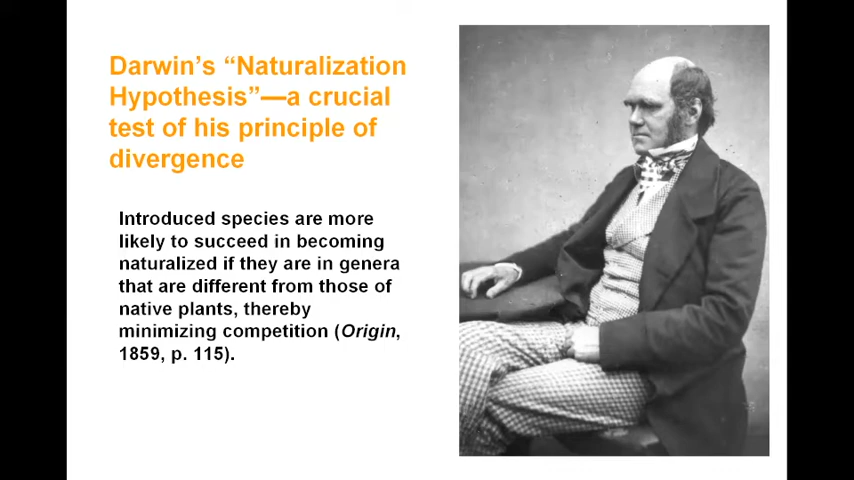 Darwin's “Naturalization
Hypothesis”—a crucial
test of his principle of
divergence
Introduced species are more
likely to succeed in becoming
naturalized if they are in genera
that are different from those of
native plants, thereby
minimizing competition (Origin,
1859, p. 115).